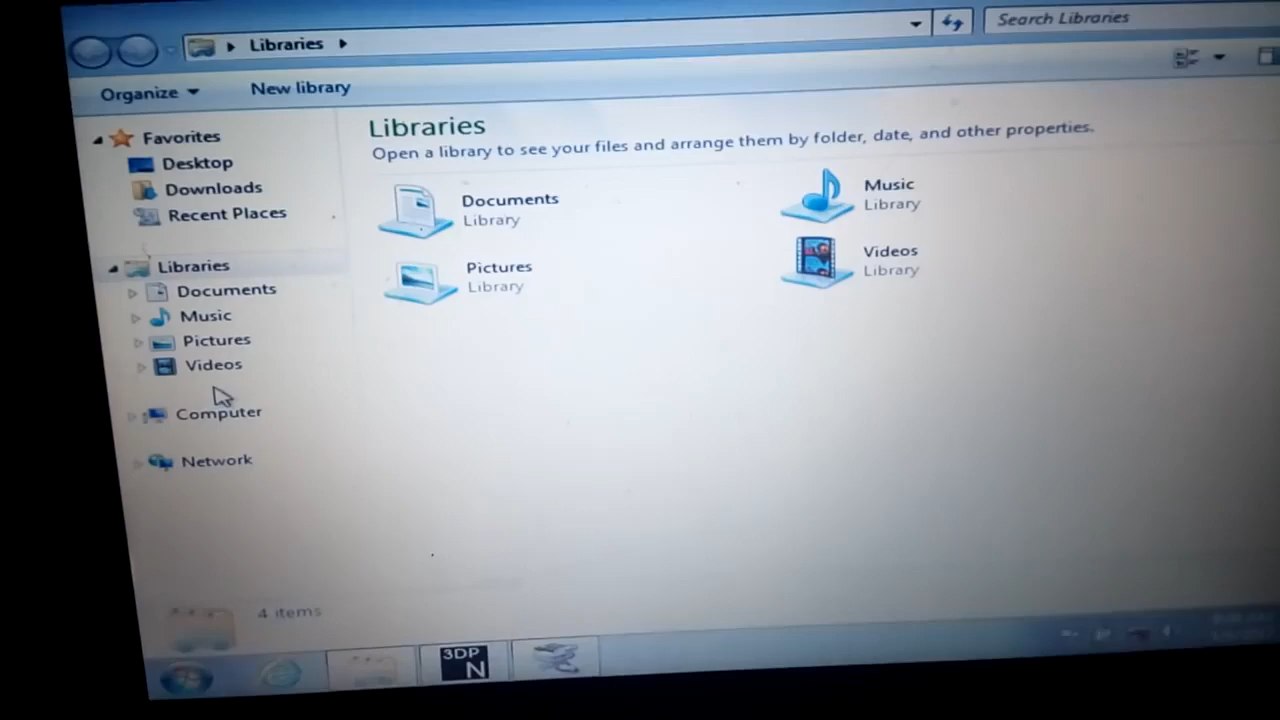 Libraries
Search Libraries
Organize
New library
Favorites
Desktop
Downloads
Recent Places
Libraries
Documents
Music
Pictures
Videos
Computer
Network
Libraries
Open a library to see your files and arrange them by folder, date, and other properties.
Documents
Library
Music
Library
Pictures
Library
Videos
Library
4 items
3DP
N